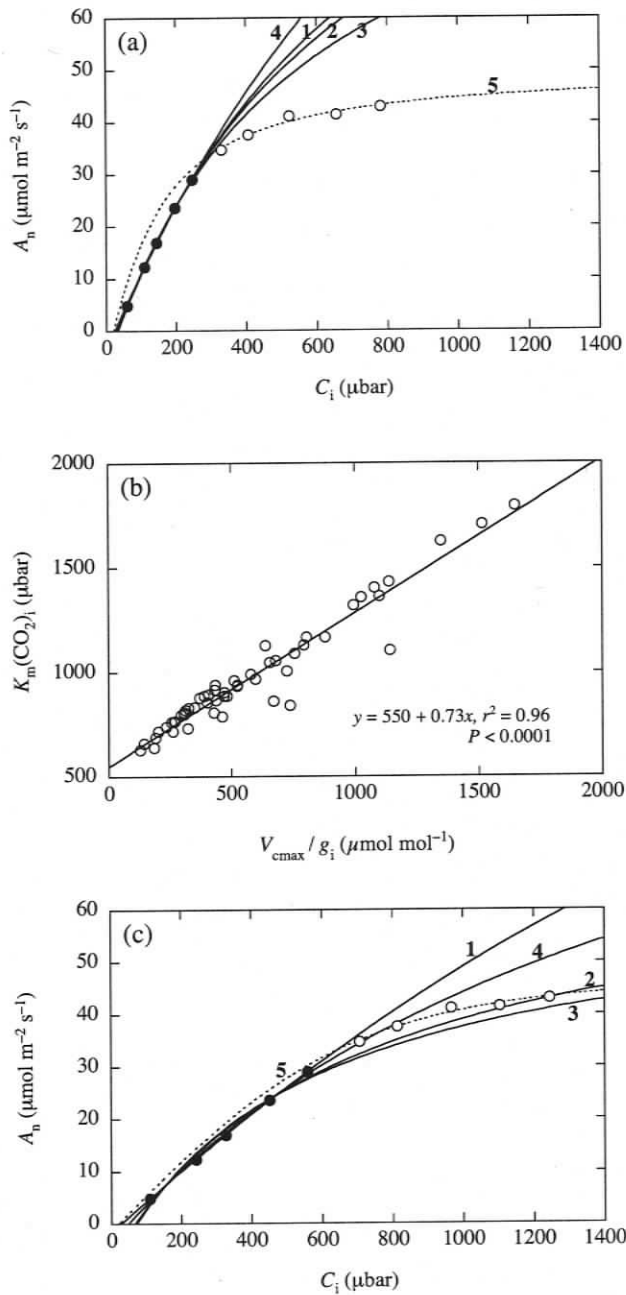 60
50
40
30
20
10
0
(a)
4
1
2
3
5
A_n (µmol m⁻² s⁻¹)
0 200 400 600 800 1000 1200 1400
C_i (µbar)
2000
1500
1000
500
(b)
K_m(CO₂)_i (µbar)
y = 550 + 0.73x, r² = 0.96
P < 0.0001
0 500 1000 1500 2000
V_cmax / g_i (µmol mol⁻¹)
60
50
40
30
20
10
0
(c)
1
4
2
3
5
A_n (µmol m⁻² s⁻¹)
0 200 400 600 800 1000 1200 1400
C_i (µbar)